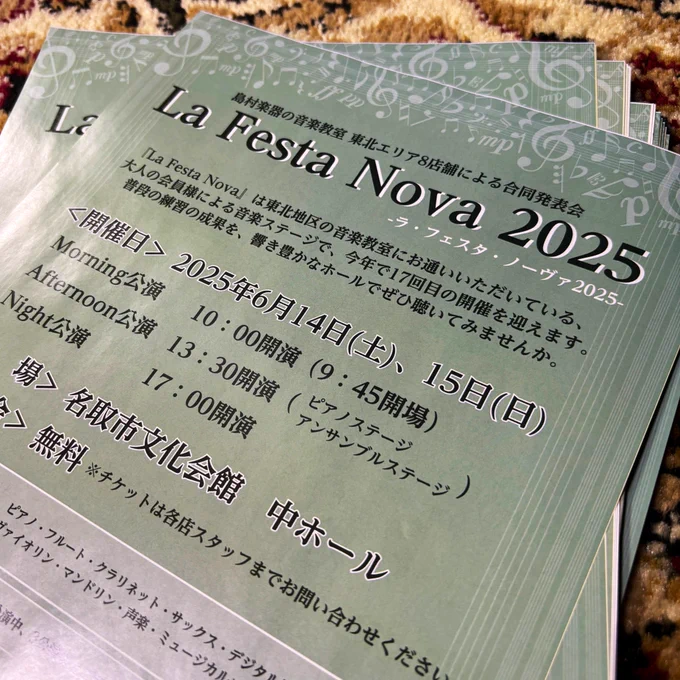 島村楽器の音楽教室 東北エリア8店舗による合同発表会
La Festa Nova 2025
-ラ・フェスタ・ノーヴァ2025-
『La Festa Nova』は東北地区の音楽教室にお通いいただいている、
大人の会員様による音楽ステージで、今年で17回目の開催を迎えます。
普段の練習の成果を、響き豊かなホールでぜひ聴いてみませんか。
<開催日> 2025年6月14日(土)、15日(日)
Morning公演 10:00開演 (9:45開場)
Afternoon公演 13:30開演 (ピアノステージ
アンサンブルステージ)
Night公演 17:00開演
場> 名取市文化会館 中ホール
> 無料 ※チケットは各店スタッフまでお問い合わせください
ピアノ・フルート・クラリネット・サックス・デジタル
ヴァイオリン・マンドリン・声楽・ミュージカル
La